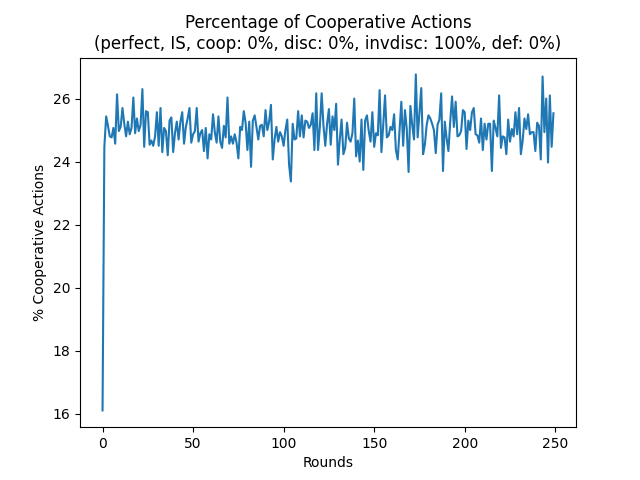 Percentage of Cooperative Actions
(perfect, IS, coop: 0%, disc: 0%, invdisc: 100%, def: 0%)
% Cooperative Actions
26
24
22
20
18
16
0 50 100 150 200 250
Rounds